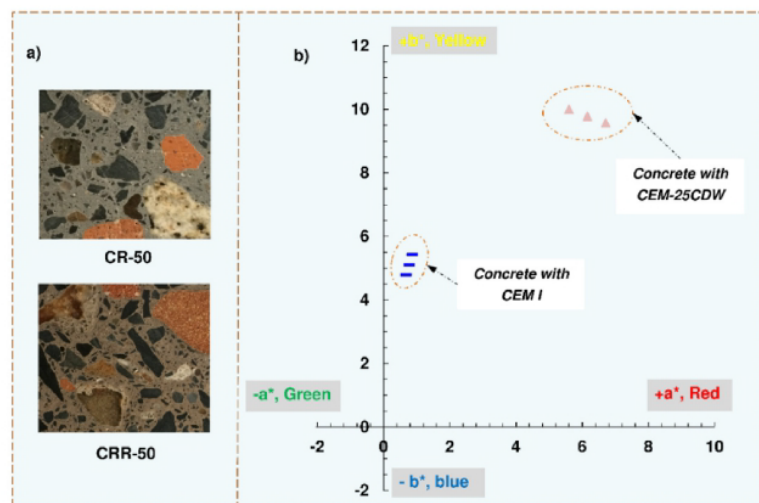 a)
CR-50
CRR-50
b)
+b*, Yellow
12
10
8
6
4
2
0
-2
Concrete with
CEM-25CDW
Concrete with
CEM I
-a*, Green
+a*, Red
-2
0
2
4
6
8
10
- b*, blue